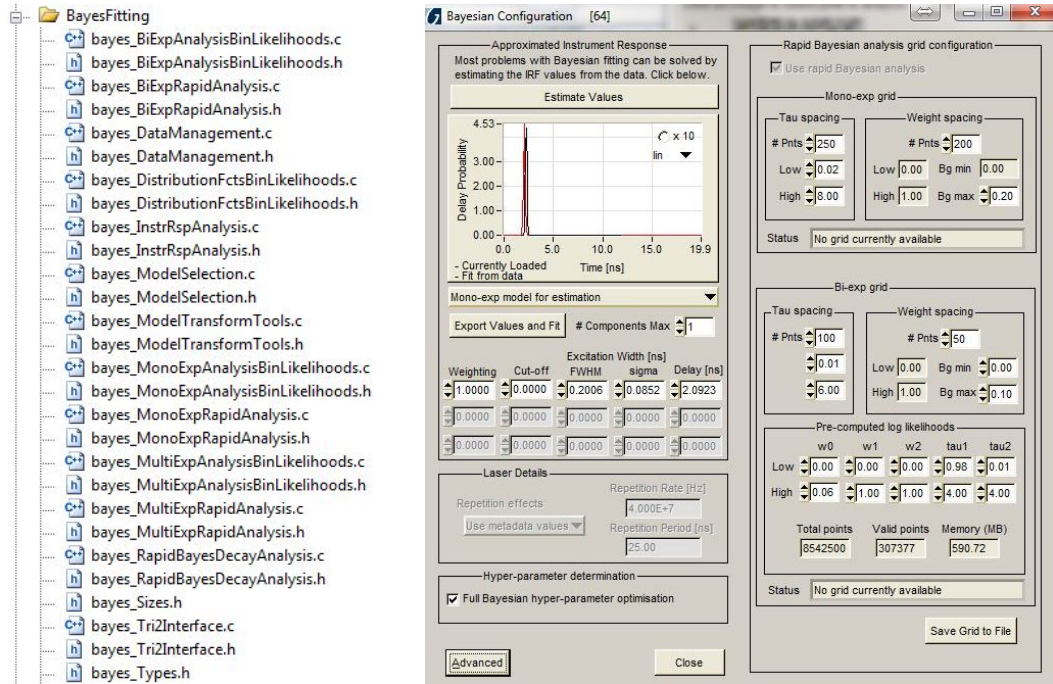 BayesFitting
bayes_BiExpAnalysisBinLikelihoods.c
bayes_BiExpAnalysisBinLikelihoods.h
bayes_BiExpRapidAnalysis.c
bayes_BiExpRapidAnalysis.h
bayes_DataManagement.c
bayes_DataManagement.h
bayes_DistributionFctsBinLikelihoods.c
bayes_DistributionFctsBinLikelihoods.h
bayes_InstrRspAnalysis.c
bayes_InstrRspAnalysis.h
bayes_ModelSelection.c
bayes_ModelSelection.h
bayes_ModelTransformTools.c
bayes_ModelTransformTools.h
bayes_MonoExpAnalysisBinLikelihoods.c
bayes_MonoExpAnalysisBinLikelihoods.h
bayes_MonoExpRapidAnalysis.c
bayes_MonoExpRapidAnalysis.h
bayes_MultiExpAnalysisBinLikelihoods.c
bayes_MultiExpAnalysisBinLikelihoods.h
bayes_MultiExpRapidAnalysis.c
bayes_MultiExpRapidAnalysis.h
bayes_RapidBayesDecayAnalysis.c
bayes_RapidBayesDecayAnalysis.h
bayes_Sizes.h
bayes_Tri2Interface.c
bayes_Tri2Interface.h
bayes_Types.h
Bayesian Configuration [64]
Approximated Instrument Response
Most problems with Bayesian fitting can be solved by
estimating the IRF values from the data. Click below.
Estimate Values
4.53
x 10
lin
3.00
2.00
1.00
0.00
Delay Probability
0.0 5.0 10.0 15.0 19.9
- Currently Loaded Time [ns]
- Fit from data
Mono-exp model for estimation
Export Values and Fit # Components Max 1
Excitation Width [ns]
Weighting Cut-off FWHM sigma Delay [ns]
1.0000 0.0000 0.2006 0.0852 2.0923
0.0000 0.0000 0.0000 0.0000 0.0000
0.0000 0.0000 0.0000 0.0000 0.0000
Laser Details
Repetition Rate [Hz]
Repetition effects 4.000E+7
Use metadata values Repetition Period [ns]
25.00
Hyper-parameter determination
Full Bayesian hyper-parameter optimisation
Advanced Close
Rapid Bayesian analysis grid configuration
Use rapid Bayesian analysis
Mono-exp grid
Tau spacing Weight spacing
# Pnts 250 # Pnts 200
Low 0.02 Low 0.00 Bg min 0.00
High 8.00 High 1.00 Bg max 0.20
Status No grid currently available
Bi-exp grid
Tau spacing Weight spacing
# Pnts 100 # Pnts 50
0.01 Low 0.00 Bg min 0.00
6.00 High 1.00 Bg max 0.10
Pre-computed log likelihoods
w0 w1 w2 tau1 tau2
Low 0.00 0.00 0.00 0.98 0.01
High 0.06 1.00 1.00 4.00 4.00
Total points Valid points Memory (MB)
8542500 307377 590.72
Status No grid currently available
Save Grid to File